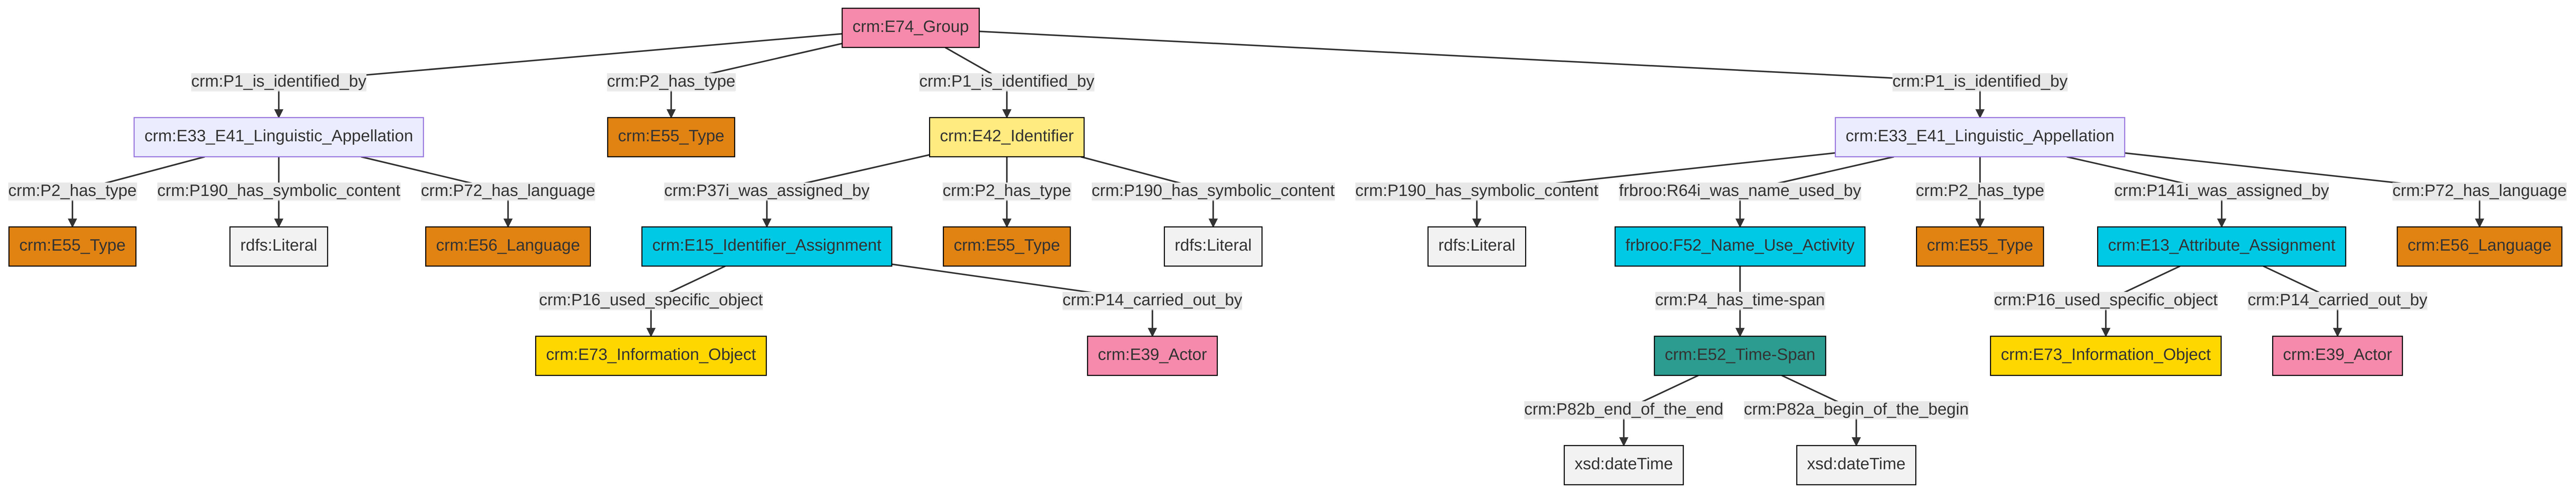 crm:E74_Group
crm:P1_is_identified_by
crm:P2_has_type
crm:P1_is_identified_by
crm:P1_is_identified_by
crm:E33_E41_Linguistic_Appellation
crm:E55_Type
crm:E42_Identifier
crm:E33_E41_Linguistic_Appellation
crm:P2_has_type
crm:P190_has_symbolic_content
crm:P72_has_language
crm:P37i_was_assigned_by
crm:P2_has_type
crm:P190_has_symbolic_content
crm:P190_has_symbolic_content
frbroo:R64i_was_name_used_by
crm:P2_has_type
crm:P141i_was_assigned_by
crm:P72_has_language
crm:E55_Type
rdfs:Literal
crm:E56_Language
crm:E15_Identifier_Assignment
crm:E55_Type
rdfs:Literal
rdfs:Literal
frbroo:F52_Name_Use_Activity
crm:E55_Type
crm:E13_Attribute_Assignment
crm:E56_Language
crm:P16_used_specific_object
crm:P14_carried_out_by
crm:P4_has_time-span
crm:P16_used_specific_object
crm:P14_carried_out_by
crm:E73_Information_Object
crm:E39_Actor
crm:E52_Time-Span
crm:E73_Information_Object
crm:E39_Actor
crm:P82b_end_of_the_end
crm:P82a_begin_of_the_begin
xsd:dateTime
xsd:dateTime